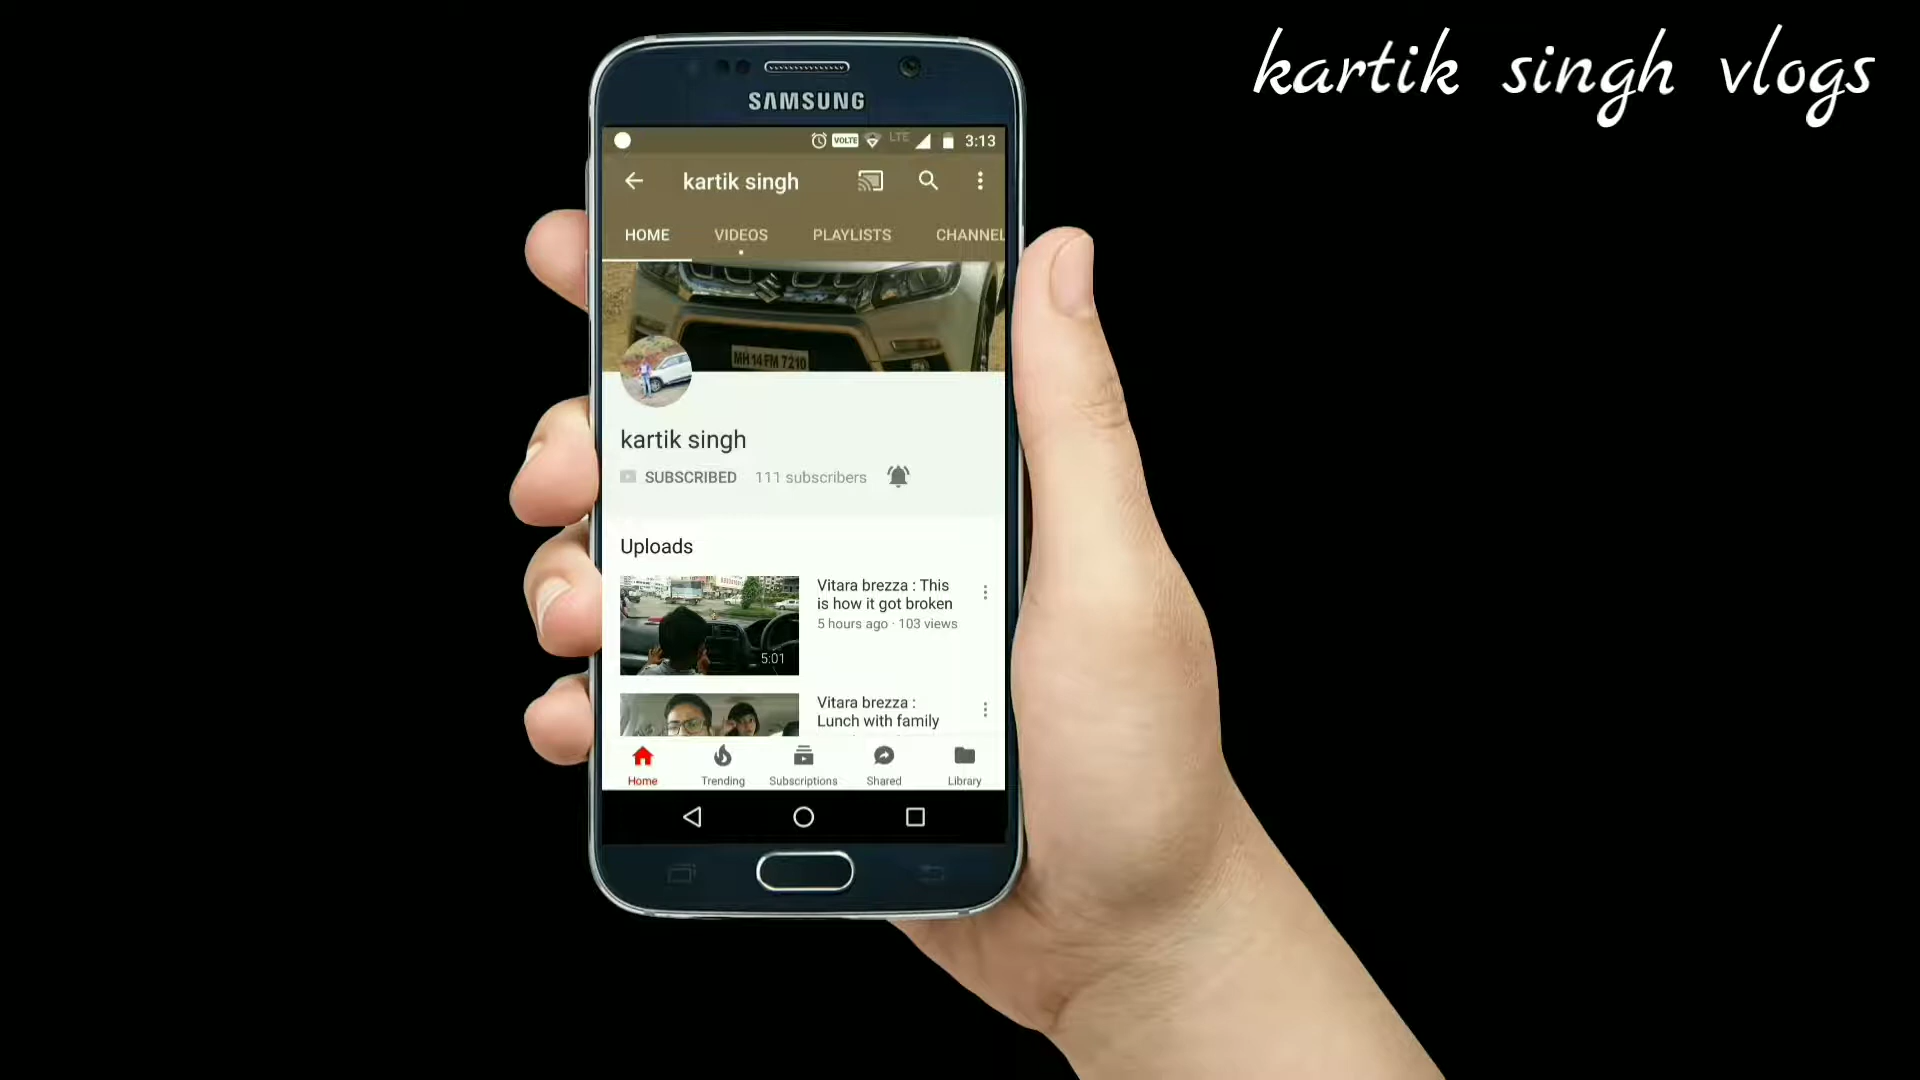 kartik singh vlogs
SAMSUNG
VOLTE LTE 3:13
kartik singh
HOME VIDEOS PLAYLISTS CHANNEL
MH 14 FM 7210
kartik singh
SUBSCRIBED 111 subscribers
Uploads
Vitara brezza : This
is how it got broken
5 hours ago · 103 views
5:01
Vitara brezza :
Lunch with family
Home Trending Subscriptions Shared Library